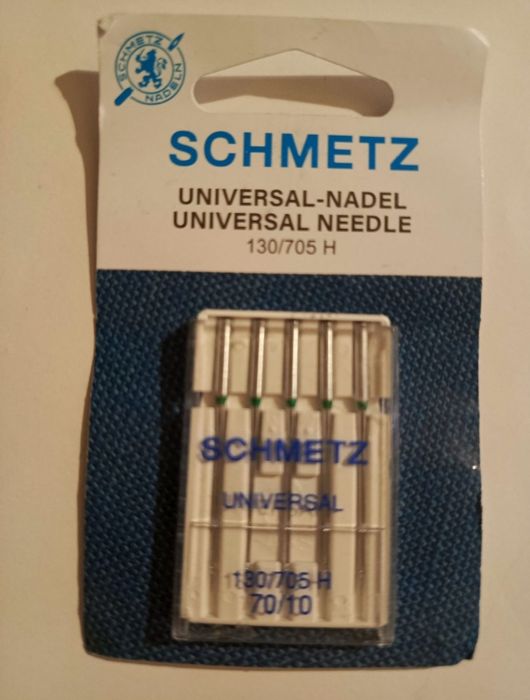 SCHMETZ
NADELN
SCHMETZ
UNIVERSAL-NADEL
UNIVERSAL NEEDLE
130/705 H
SCHMETZ
UNIVERSAL
130/705 H
70/10